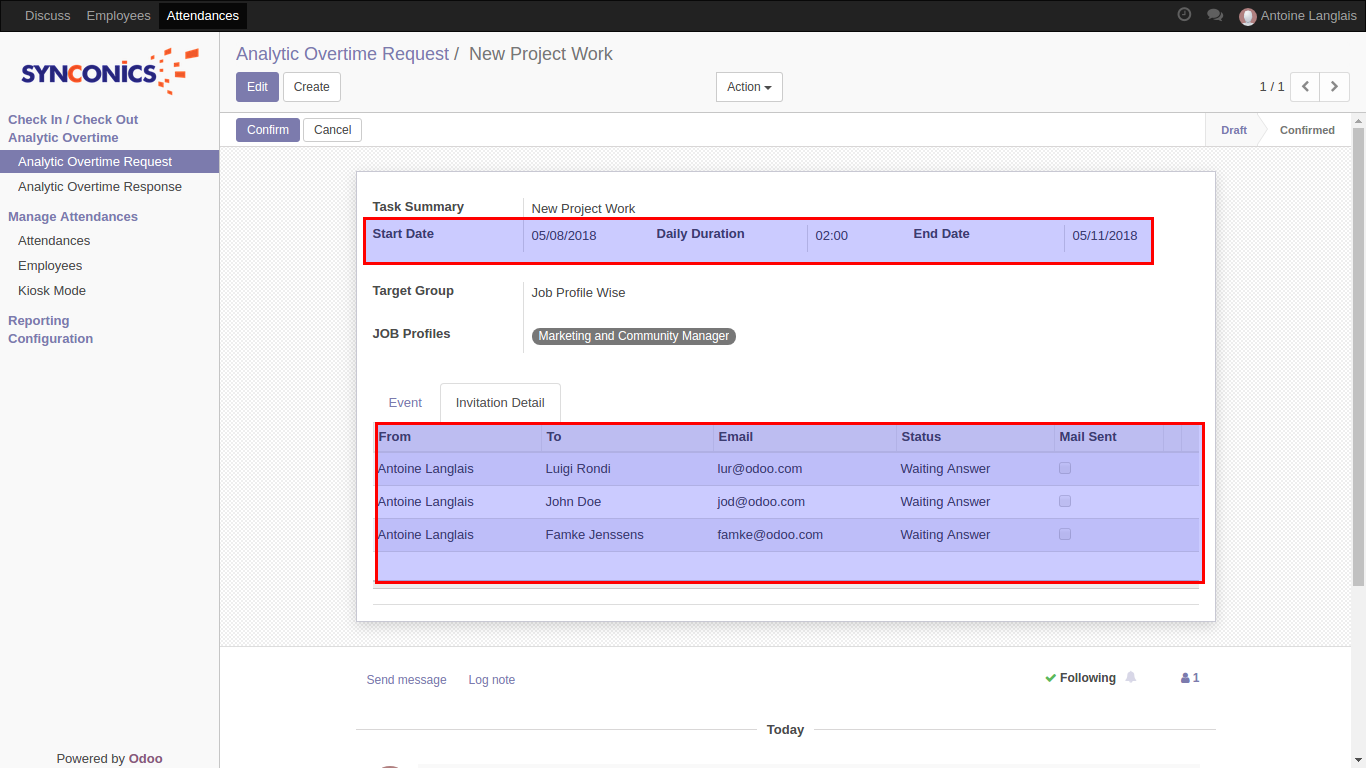 Discuss Employees Attendances Antoine Langlais
SYNCONICS
Analytic Overtime Request / New Project Work
Edit Create Action 1 / 1
Check In / Check Out
Analytic Overtime
Analytic Overtime Request
Analytic Overtime Response
Manage Attendances
Attendances
Employees
Kiosk Mode
Reporting
Configuration
Powered by Odoo
Confirm Cancel Draft Confirmed
Task Summary New Project Work
Start Date 05/08/2018 Daily Duration 02:00 End Date 05/11/2018
Target Group Job Profile Wise
JOB Profiles Marketing and Community Manager
Event Invitation Detail
From To Email Status Mail Sent
Antoine Langlais Luigi Rondi lur@odoo.com Waiting Answer
Antoine Langlais John Doe jod@odoo.com Waiting Answer
Antoine Langlais Famke Jenssens famke@odoo.com Waiting Answer
Send message Log note Following 1
Today